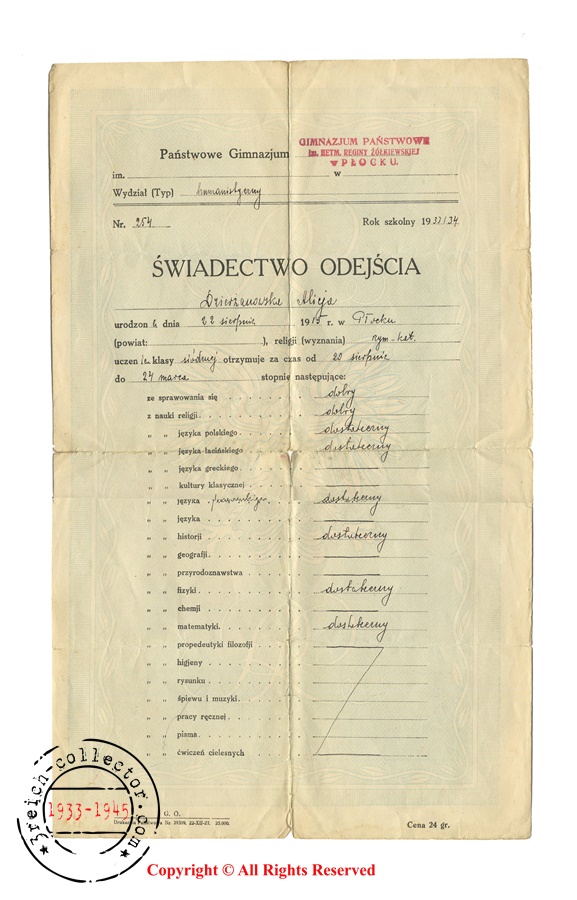 Państwowe Gimnazjum GIMNAZJUM PAŃSTWOWE
im. HETM. REGINY ŻÓŁKIEWSKIEJ
w PŁOCKU.
im. w
Wydział (Typ) humanistyczny
Nr. 254 Rok szkolny 1933/34
ŚWIADECTWO ODEJŚCIA
Dzierżanowska Alicja
urodzon a dnia 22 sierpnia 1915 r. w Płocku
(powiat: ), religji (wyznania) rzym-kat.
uczen ica klasy siódmej otrzymuje za czas od 20 sierpnia
do 24 marca stopnie następujące:
ze sprawowania się dobry
z nauki religji dobry
„ „ języka polskiego dostateczny
„ „ języka łacińskiego dostateczny
„ „ języka greckiego
„ „ kultury klasycznej
„ „ języka francuskiego dostateczny
„ „ języka
„ „ historji dostateczny
„ „ geografji
„ „ przyrodoznawstwa
„ „ fizyki dostateczny
„ „ chemji
„ „ matematyki dostateczny
„ „ propedeutyki filozofji
„ „ higjeny
„ „ rysunku
„ „ śpiewu i muzyki
„ „ pracy ręcznej
„ „ pisma
„ „ ćwiczeń cielesnych
G. O.
25.000.
Cena 24 gr.
3reich-collector.com
1933-1945
Copyright © All Rights Reserved